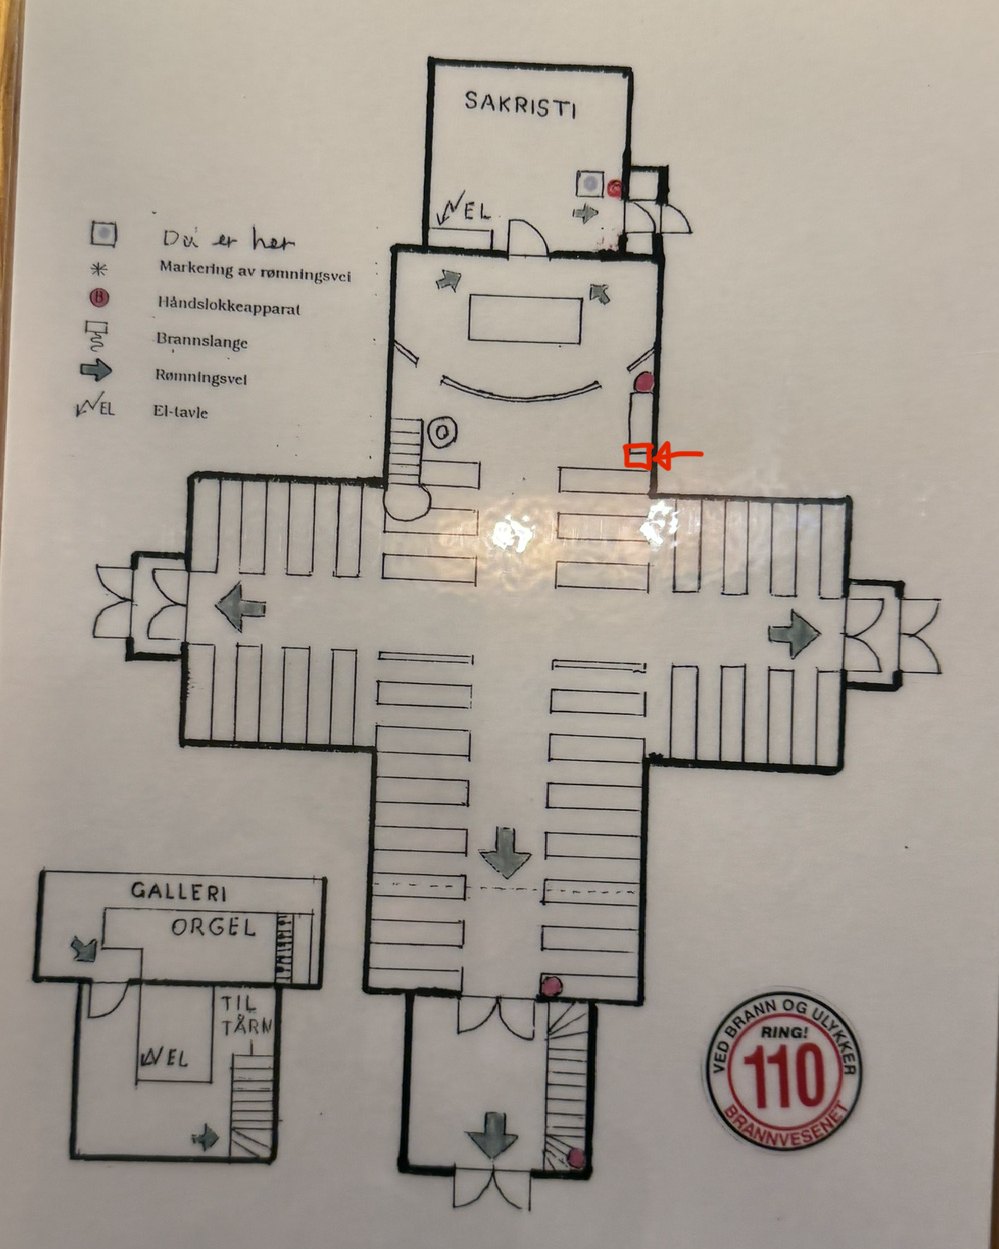 SAKRISTI
EL
Du er her
Markering av rømningsvei
Håndslokkeapparat
Brannslange
Rømningsvei
EL
El-tavle
GALLERI
ORGEL
TIL
TÅRN
EL
VED BRANN OG ULYKKER
RING!
110
BRANNVESENET